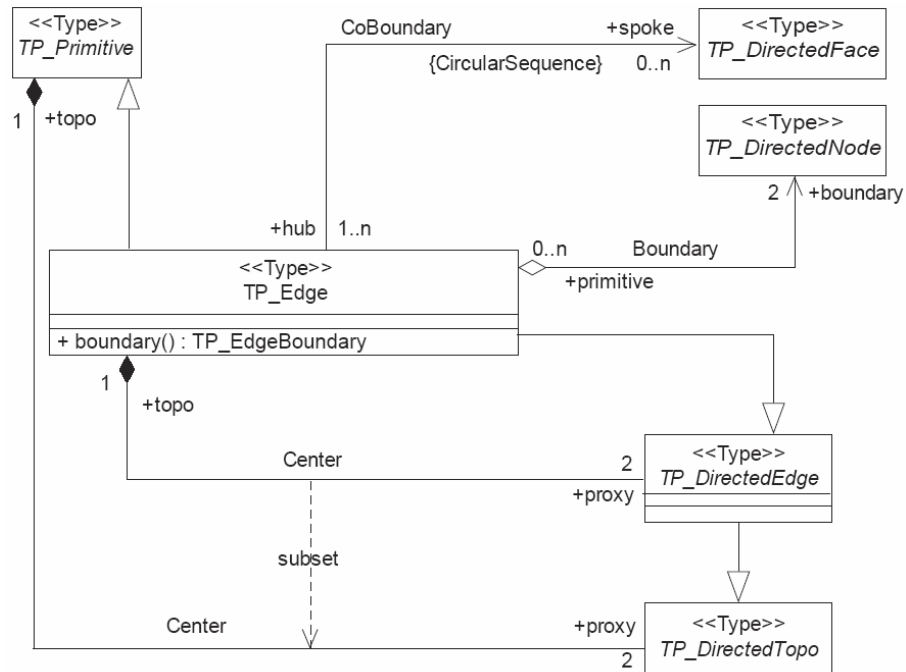 <<Type>>
TP_Primitive
1
+topo
CoBoundary
+spoke
{CircularSequence}
0..n
<<Type>>
TP_DirectedFace
<<Type>>
TP_DirectedNode
2
+boundary
+hub
1..n
0..n
Boundary
+primitive
<<Type>>
TP_Edge
+ boundary() : TP_EdgeBoundary
1
+topo
Center
2
+proxy
<<Type>>
TP_DirectedEdge
subset
Center
+proxy
2
<<Type>>
TP_DirectedTopo